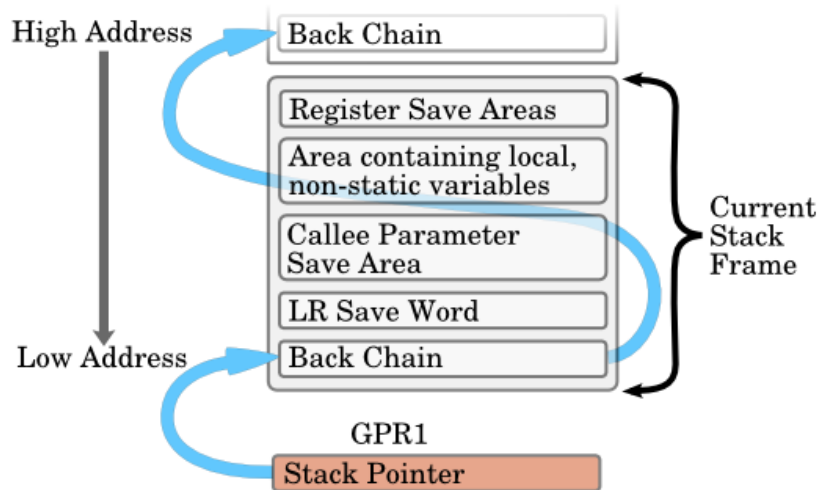 High Address
Back Chain
Register Save Areas
Area containing local,
non-static variables
Callee Parameter
Save Area
Current
Stack
Frame
LR Save Word
Low Address
Back Chain
GPR1
Stack Pointer